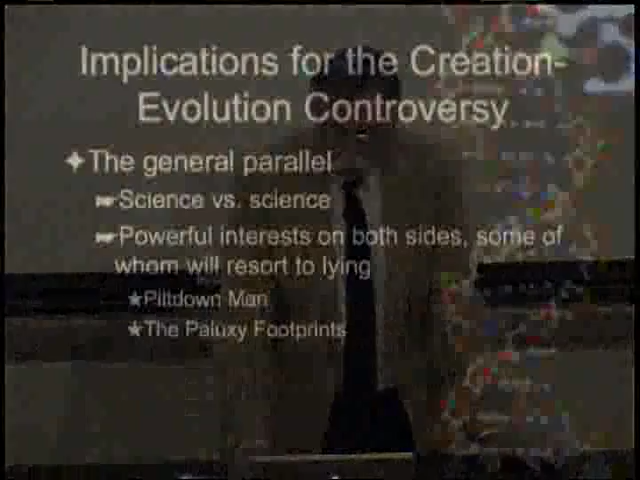 Implications for the Creation-
Evolution Controversy
The general parallel
Science vs. science
Powerful interests on both sides, some of
whom will resort to lying
Piltdown Man
The Paluxy Footprints